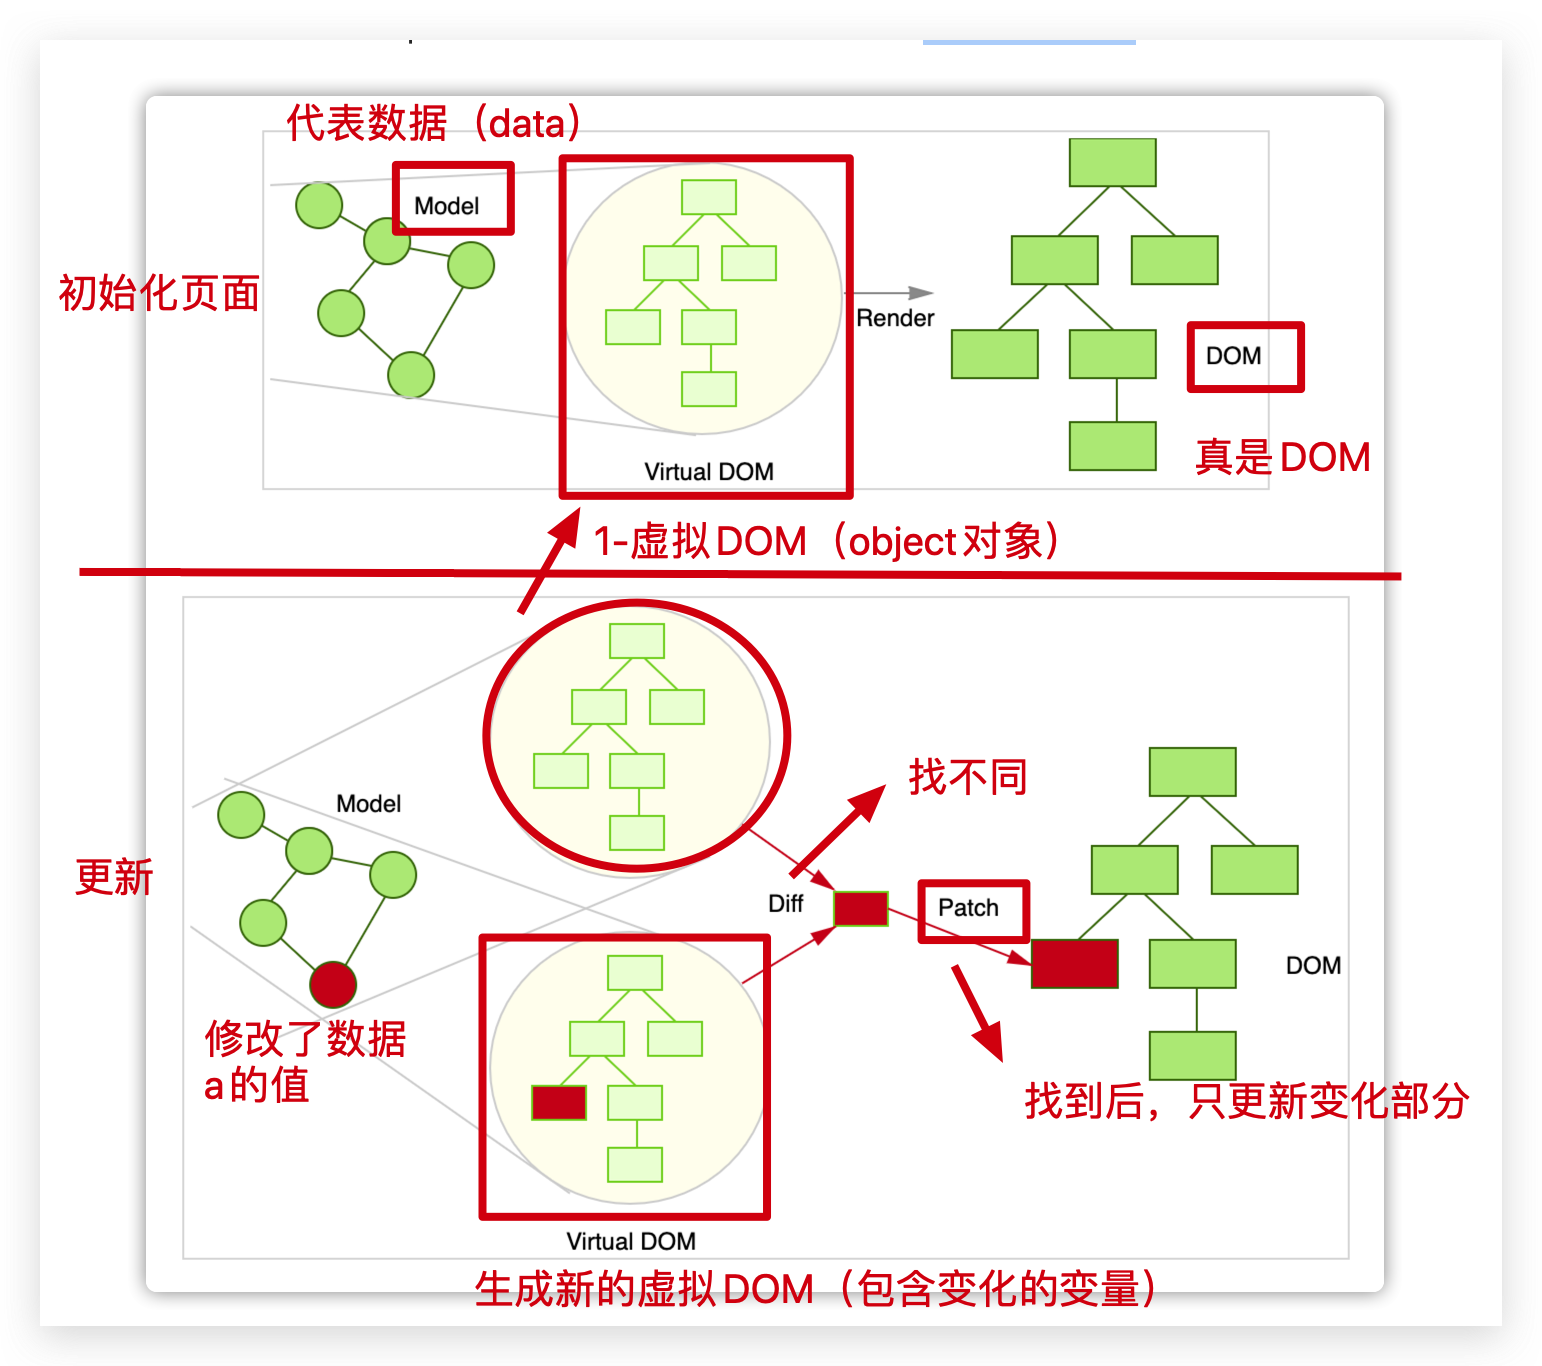 代表数据（data）
Model
初始化页面
Render
DOM
真是DOM
Virtual DOM
1-虚拟DOM（object对象）
找不同
Model
更新
Diff
Patch
DOM
修改了数据
a的值
找到后，只更新变化部分
Virtual DOM
生成新的虚拟DOM（包含变化的变量）